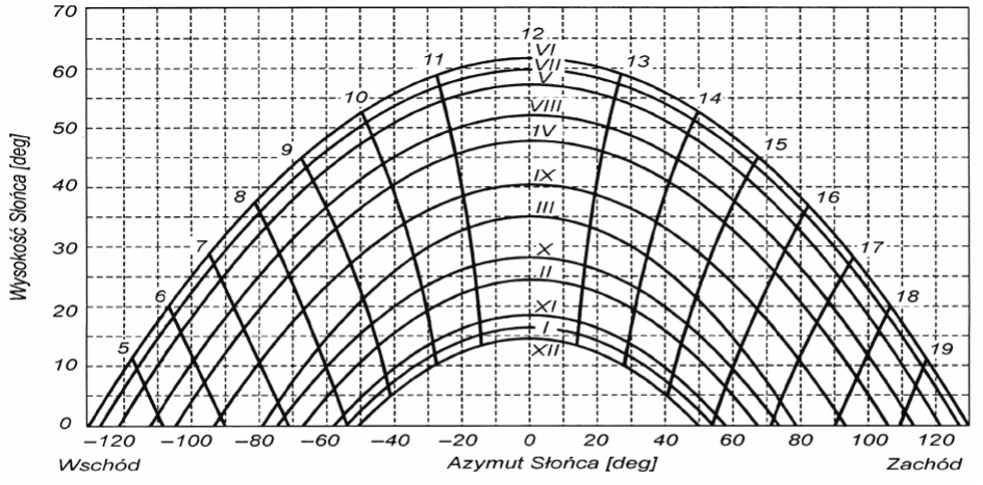 70
60
50
40
30
20
10
0
Wysokość Słońca [deg]
12
11
13
10
14
9
15
8
16
7
17
6
18
5
19
VI
VII
V
VIII
IV
IX
III
X
II
XI
I
XII
–120 –100 –80 –60 –40 –20 0 20 40 60 80 100 120
Wschód Azymut Słońca [deg] Zachód